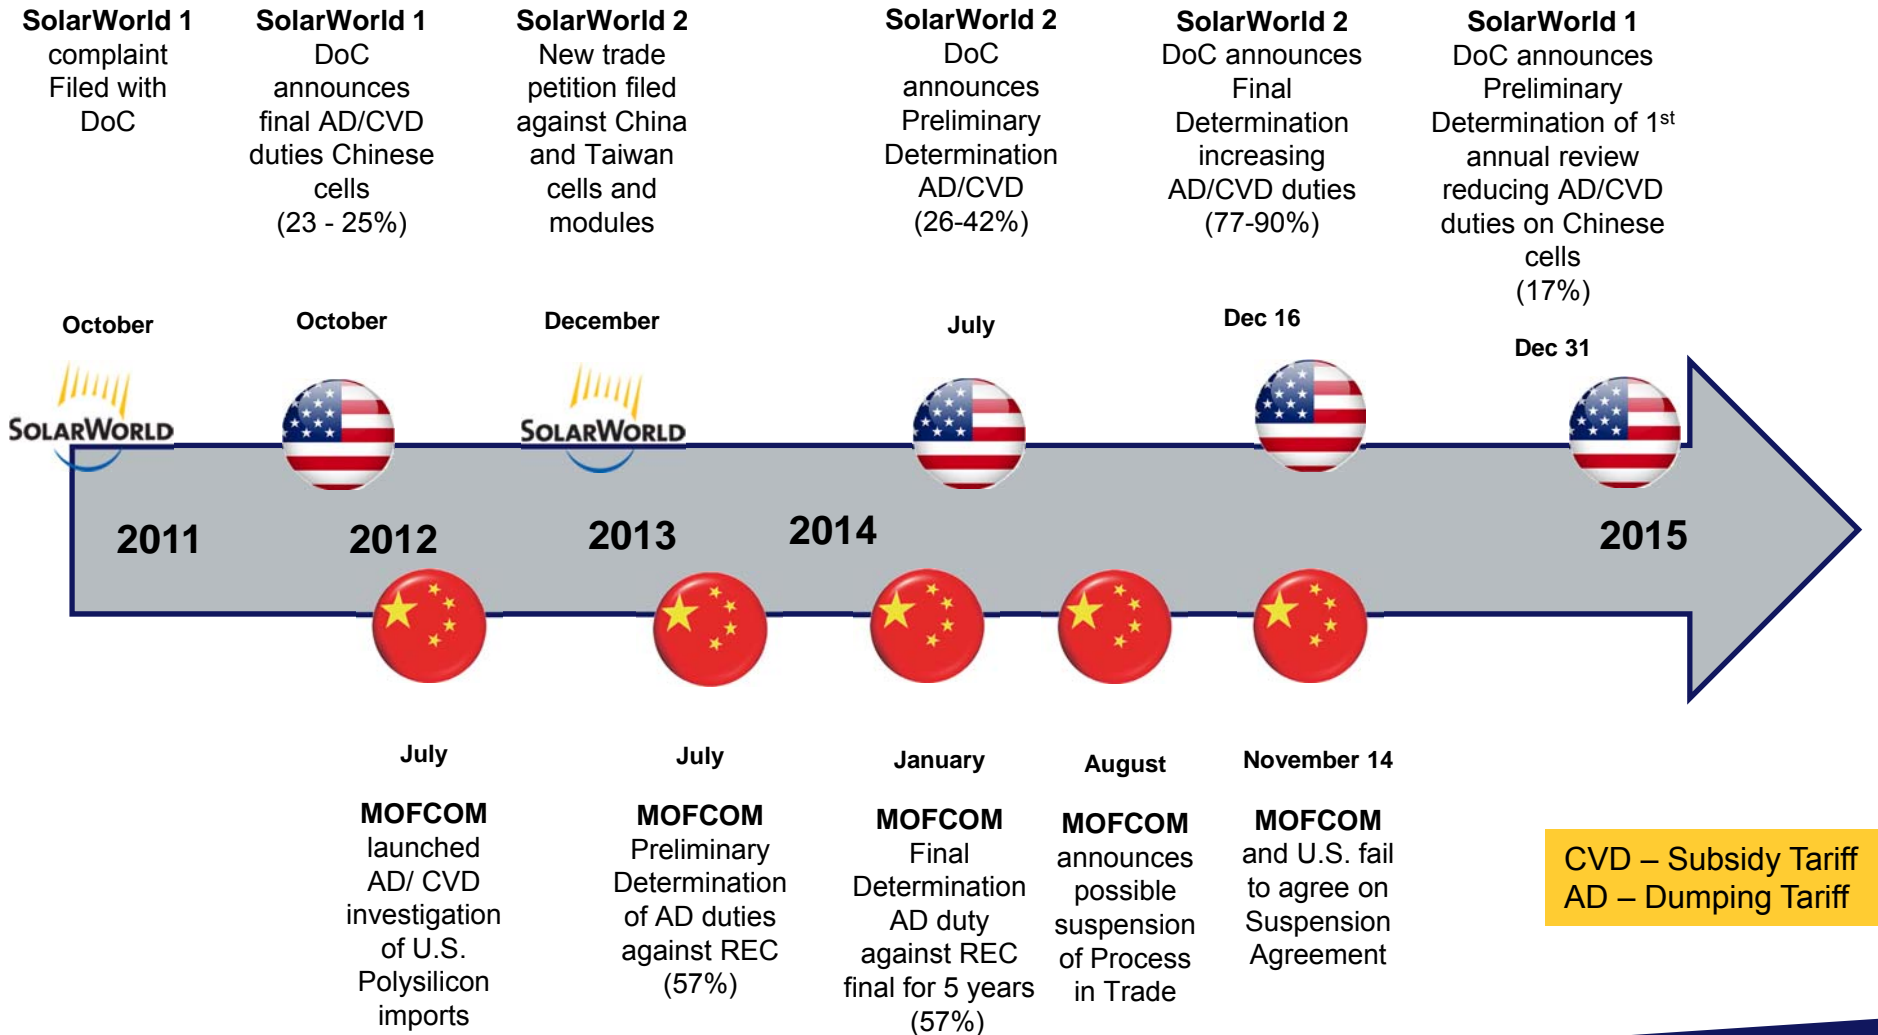 SolarWorld 1
complaint
Filed with
DoC
SolarWorld 1
DoC
announces
final AD/CVD
duties Chinese
cells
(23 - 25%)
SolarWorld 2
New trade
petition filed
against China
and Taiwan
cells and
modules
SolarWorld 2
DoC
announces
Preliminary
Determination
AD/CVD
(26-42%)
SolarWorld 2
DoC announces
Final
Determination
increasing
AD/CVD duties
(77-90%)
SolarWorld 1
DoC announces
Preliminary
Determination of 1st
annual review
reducing AD/CVD
duties on Chinese
cells
(17%)
October
October
December
July
Dec 16
Dec 31
SOLARWORLD
SOLARWORLD
2011
2012
2013
2014
2015
July
July
January
August
November 14
MOFCOM
launched
AD/ CVD
investigation
of U.S.
Polysilicon
imports
MOFCOM
Preliminary
Determination
of AD duties
against REC
(57%)
MOFCOM
Final
Determination
AD duty
against REC
final for 5 years
(57%)
MOFCOM
announces
possible
suspension
of Process
in Trade
MOFCOM
and U.S. fail
to agree on
Suspension
Agreement
CVD – Subsidy Tariff
AD – Dumping Tariff